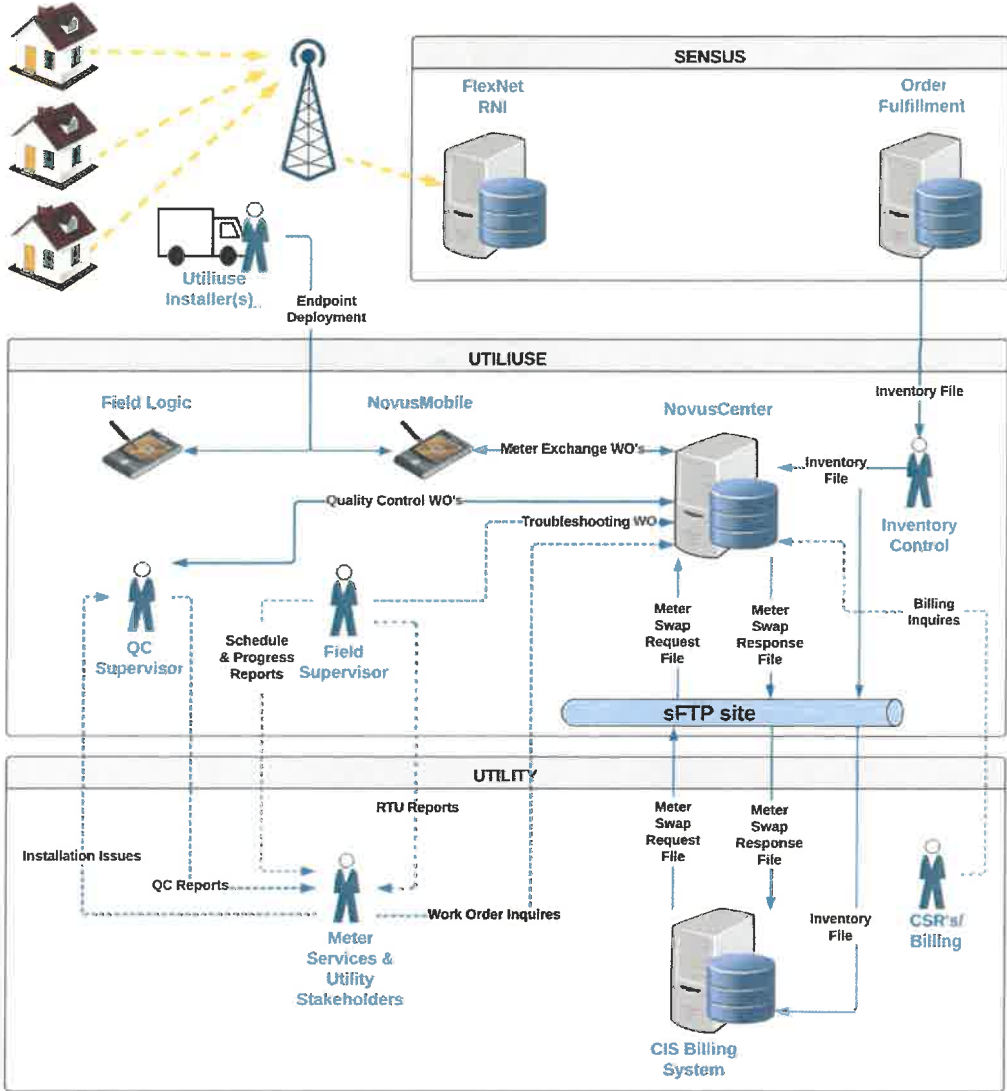 SENSUS
FlexNet
RNI
Order
Fulfillment
Utiliuse
Installer(s)
Endpoint
Deployment
UTILIUSE
Inventory File
Field Logic
NovusMobile
NovusCenter
Meter Exchange WO's
Inventory
File
Quality Control WO's
Troubleshooting WO
Inventory
Control
QC
Supervisor
Schedule
& Progress
Reports
Field
Supervisor
Meter
Swap
Request
File
Meter
Swap
Response
File
Billing
Inquires
sFTP site
UTILITY
RTU Reports
Meter
Swap
Request
File
Meter
Swap
Response
File
Installation Issues
QC Reports
Work Order Inquires
Inventory
File
CSR's/
Billing
Meter
Services &
Utility
Stakeholders
CIS Billing
System